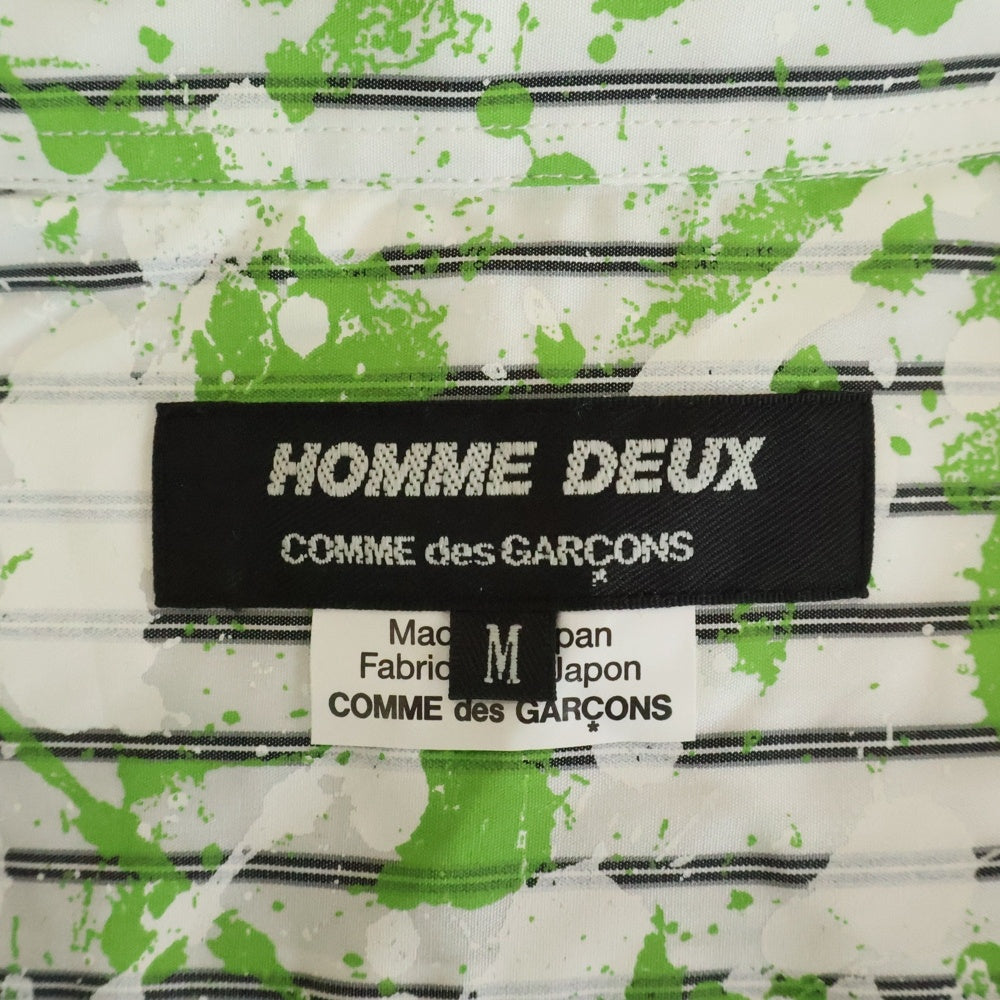 HOMME DEUX
COMME des GARÇONS
M
Mac pan
Fabric Japon
COMME des GARÇONS